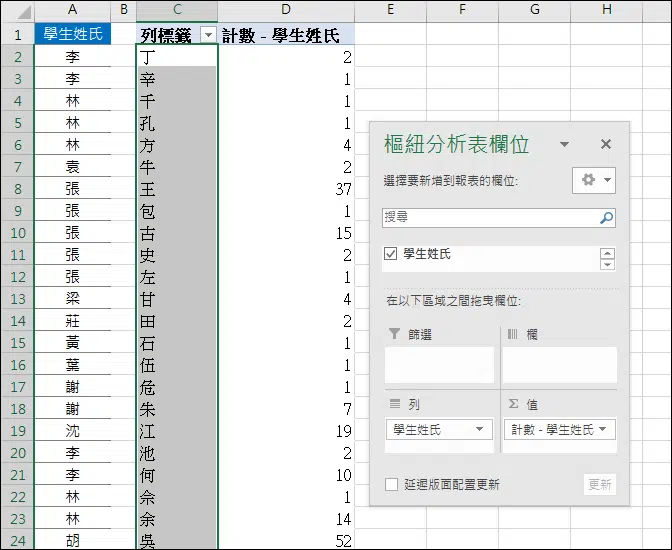 A B C D E F G H
1 學生姓氏 列標籤 計數 - 學生姓氏
2 李 丁 2
3 李 辛 1
4 林 千 1
5 林 孔 1
6 林 方 4
7 袁 牛 2
8 張 王 37
9 張 包 1
10 張 古 15
11 張 史 2
12 張 左 1
13 梁 甘 4
14 莊 田 2
15 黃 石 1
16 葉 伍 1
17 謝 危 1
18 謝 朱 7
19 沈 江 19
20 李 池 2
21 李 何 10
22 林 佘 1
23 林 余 14
24 胡 吳 52
樞紐分析表欄位
選擇要新增到報表的欄位:
搜尋
學生姓氏
在以下區域之間拖曳欄位:
篩選 欄
列 Σ 值
學生姓氏 計數 - 學生姓氏
延遲版面配置更新 更新